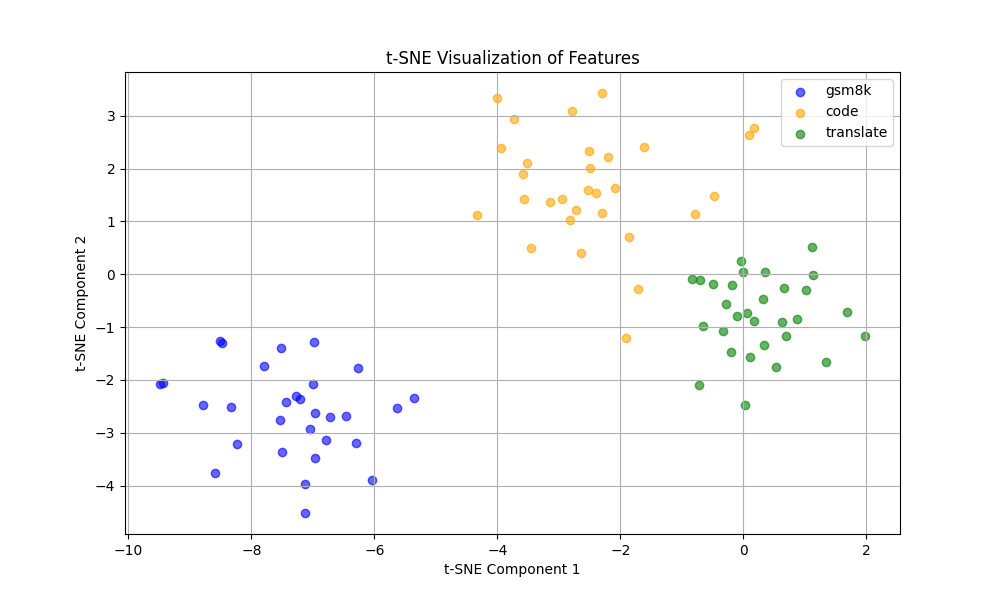 t-SNE Visualization of Features
gsm8k
code
translate
3
2
1
0
−1
−2
−3
−4
t-SNE Component 2
−10
−8
−6
−4
−2
0
2
t-SNE Component 1